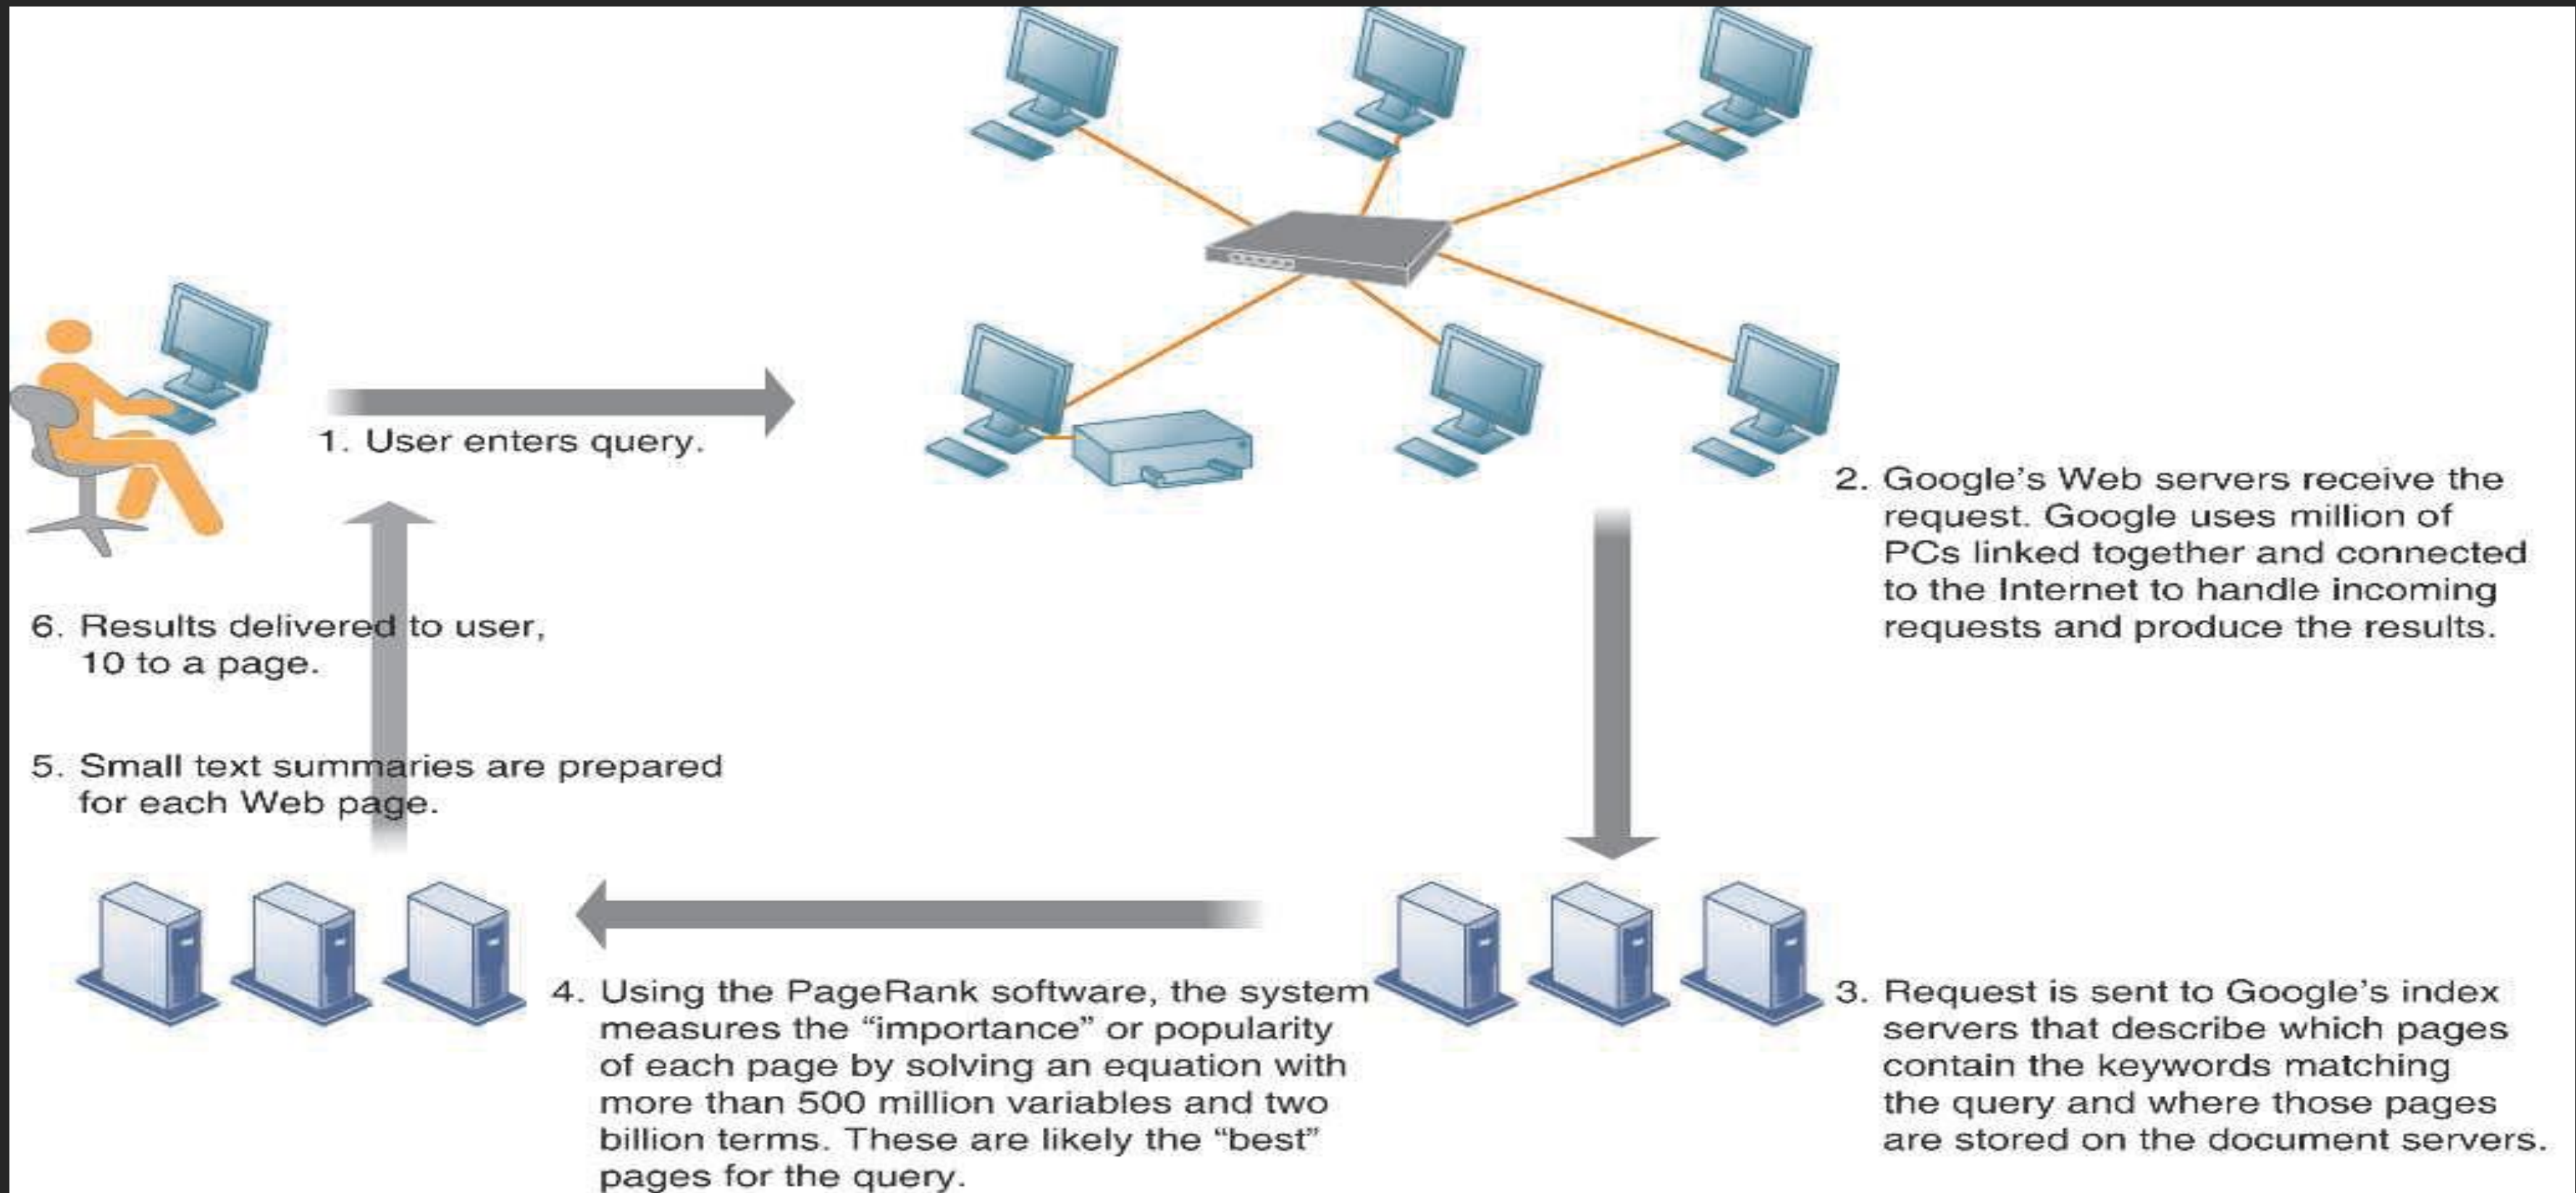 1. User enters query.
2. Google's Web servers receive the
request. Google uses million of
PCs linked together and connected
to the Internet to handle incoming
requests and produce the results.
3. Request is sent to Google's index
servers that describe which pages
contain the keywords matching
the query and where those pages
are stored on the document servers.
4. Using the PageRank software, the system
measures the “importance” or popularity
of each page by solving an equation with
more than 500 million variables and two
billion terms. These are likely the “best”
pages for the query.
5. Small text summaries are prepared
for each Web page.
6. Results delivered to user,
10 to a page.